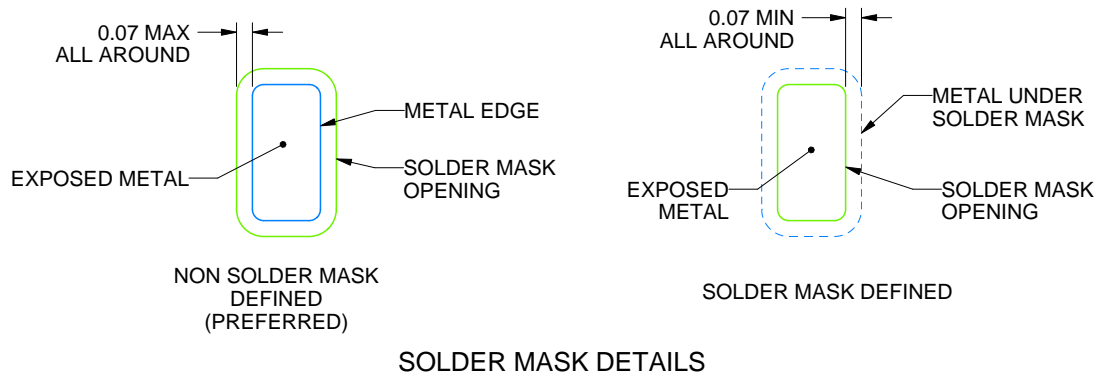 0.07 MAX
ALL AROUND
METAL EDGE
EXPOSED METAL
SOLDER MASK
OPENING
NON SOLDER MASK
DEFINED
(PREFERRED)
0.07 MIN
ALL AROUND
METAL UNDER
SOLDER MASK
EXPOSED
METAL
SOLDER MASK
OPENING
SOLDER MASK DEFINED
SOLDER MASK DETAILS